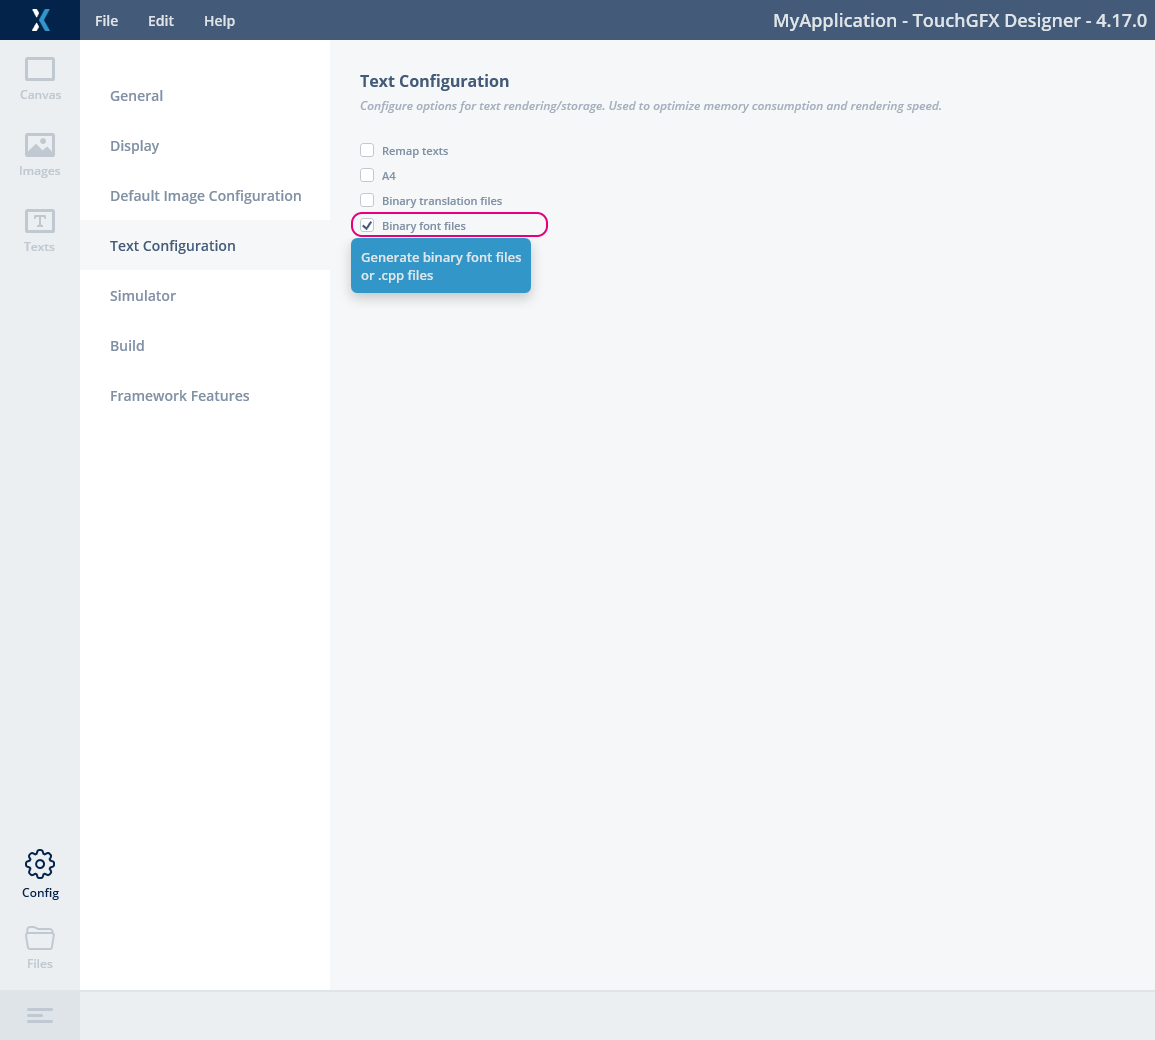 File Edit Help MyApplication - TouchGFX Designer - 4.17.0
Canvas
Images
Texts
Config
Files
General
Display
Default Image Configuration
Text Configuration
Simulator
Build
Framework Features
Text Configuration
Configure options for text rendering/storage. Used to optimize memory consumption and rendering speed.
Remap texts
A4
Binary translation files
Binary font files
Generate binary font files
or .cpp files